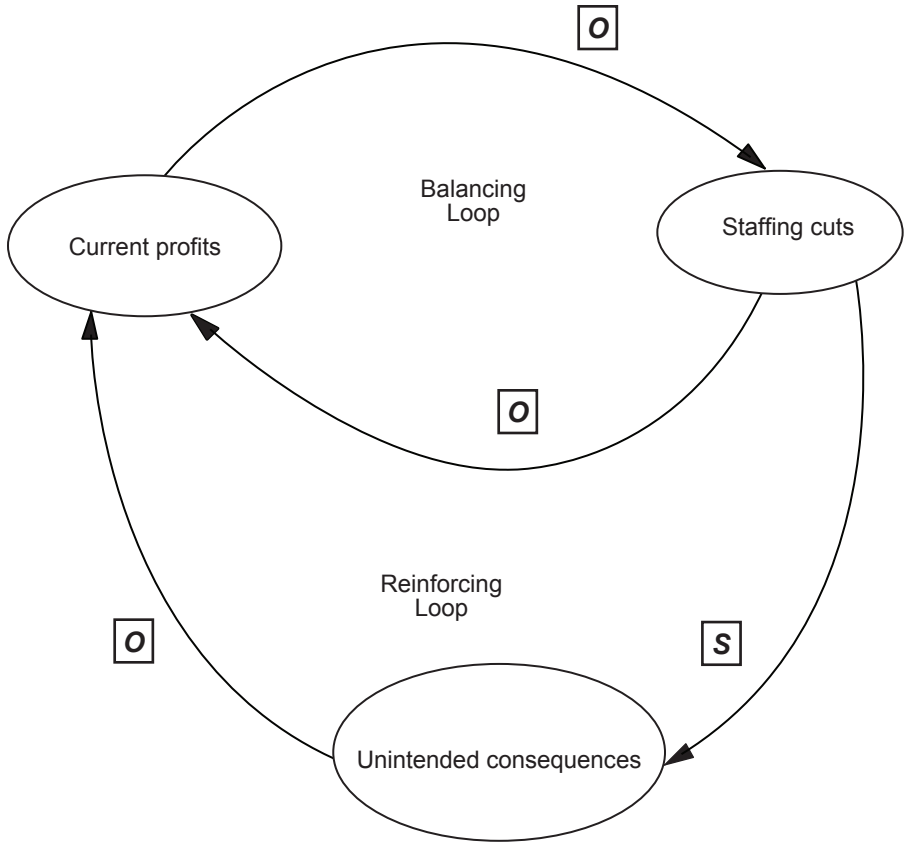 O
Balancing
Loop
Current profits
Staffing cuts
O
Reinforcing
Loop
O
S
Unintended consequences